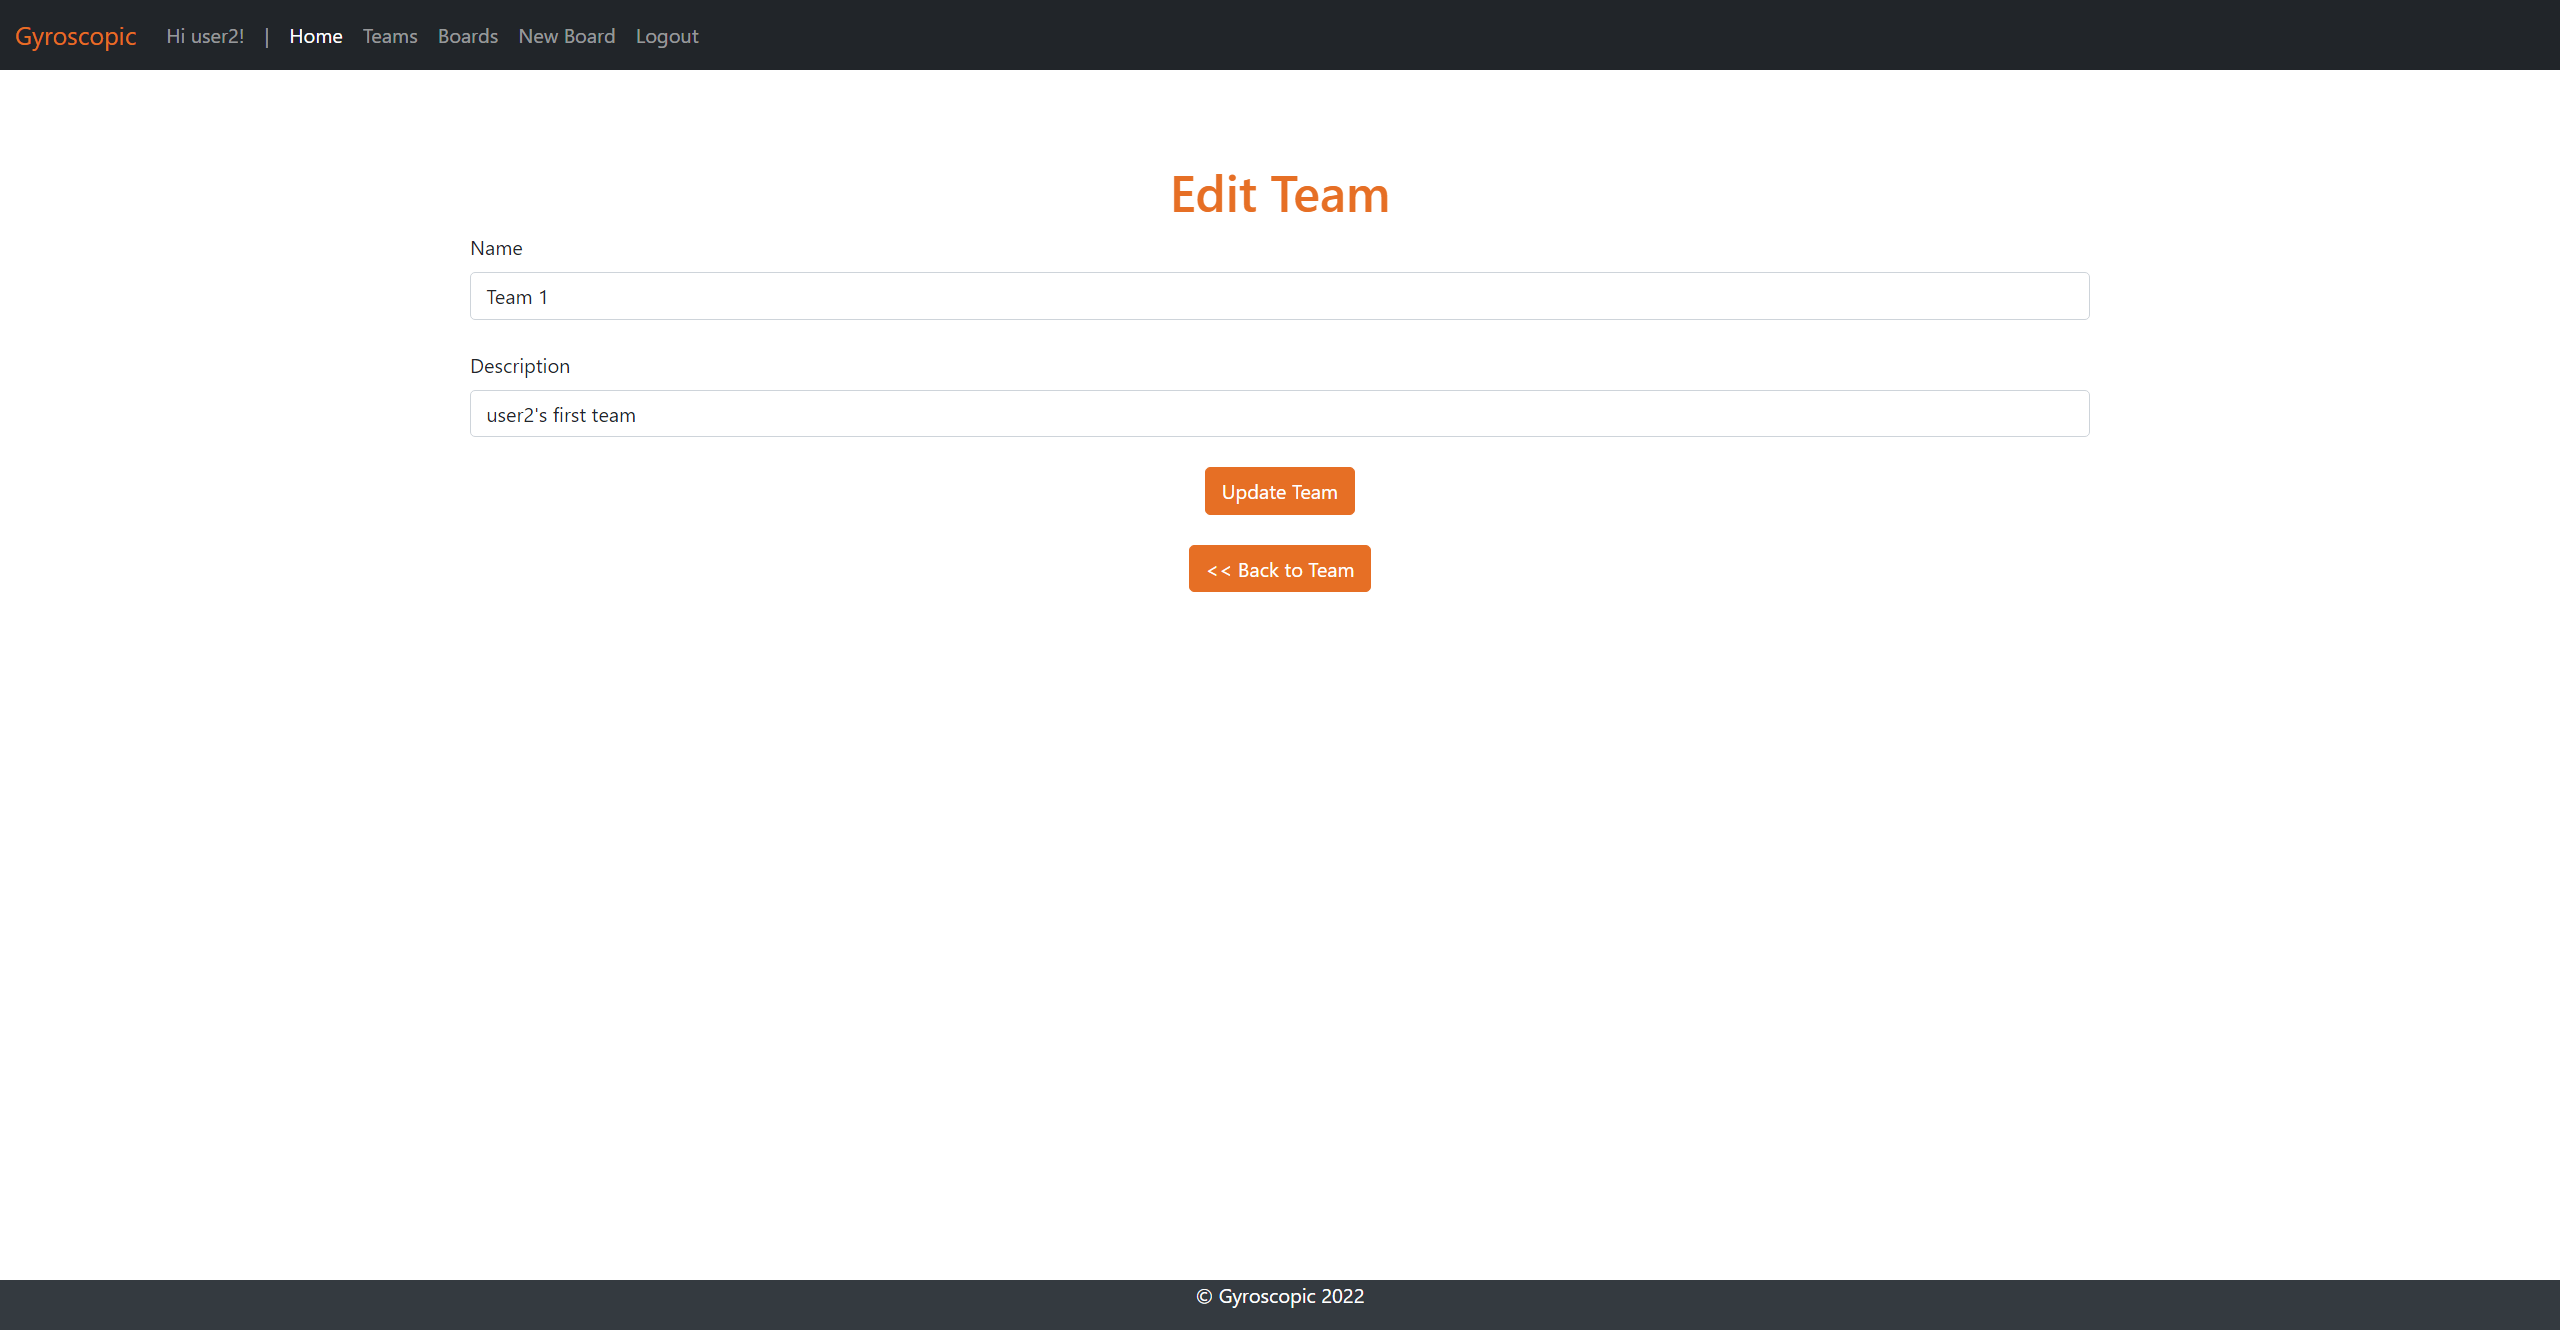 Gyroscopic Hi user2! | Home Teams Boards New Board Logout
Edit Team
Name
Team 1
Description
user2's first team
Update Team
<< Back to Team
© Gyroscopic 2022